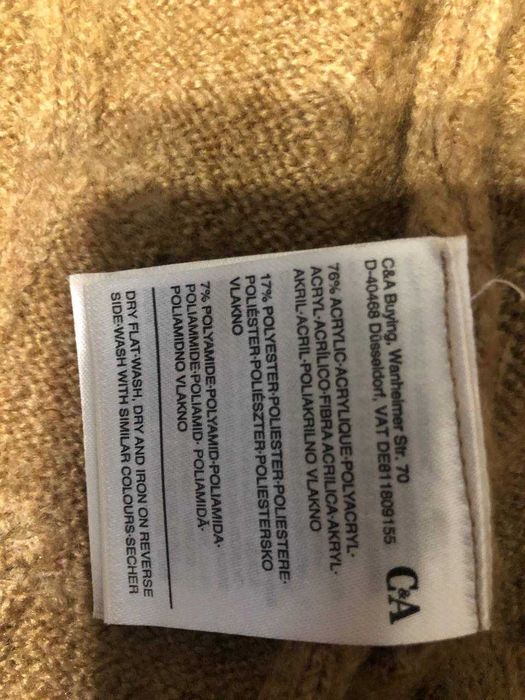 C&A
C&A Buying, Wanheimer Str. 70
D-40468 Düsseldorf, VAT DE811809155
76% ACRYLIC·ACRYLIQUE·POLYACRYL·
ACRYL·ACRÍLICO·FIBRA ACRILICA·AKRYL·
AKRIL·ACRIL·POLIAKRILNO VLAKNO
17% POLYESTER·POLIESTER·POLIESTERE·
POLIÉSTER·POLIÉSZTER·POLIESTERSKO
VLAKNO
7% POLYAMIDE·POLYAMID·POLIAMIDA·
POLIAMMIDE·POLIAMID· POLIAMIDĂ·
POLIAMIDNO VLAKNO
DRY FLAT·WASH, DRY AND IRON ON REVERSE
SIDE·WASH WITH SIMILAR COLOURS·SECHER